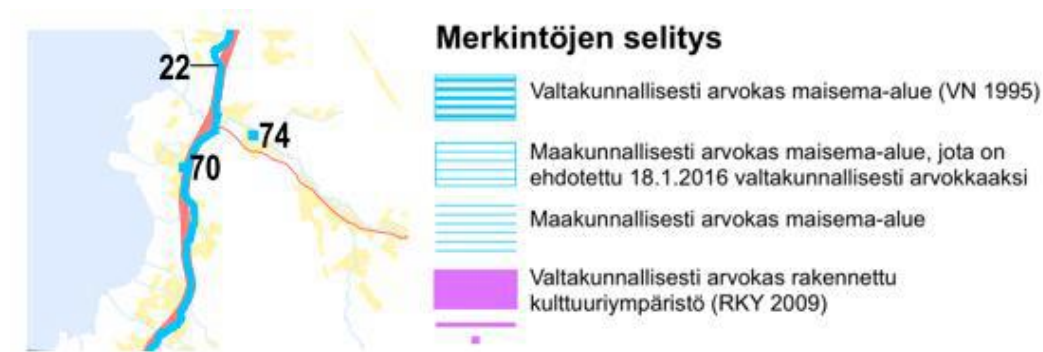 22
74
70
Merkintöjen selitys
Valtakunnallisesti arvokas maisema-alue (VN 1995)
Maakunnallisesti arvokas maisema-alue, jota on
ehdotettu 18.1.2016 valtakunnallisesti arvokkaaksi
Maakunnallisesti arvokas maisema-alue
Valtakunnallisesti arvokas rakennettu
kulttuuriympäristö (RKY 2009)